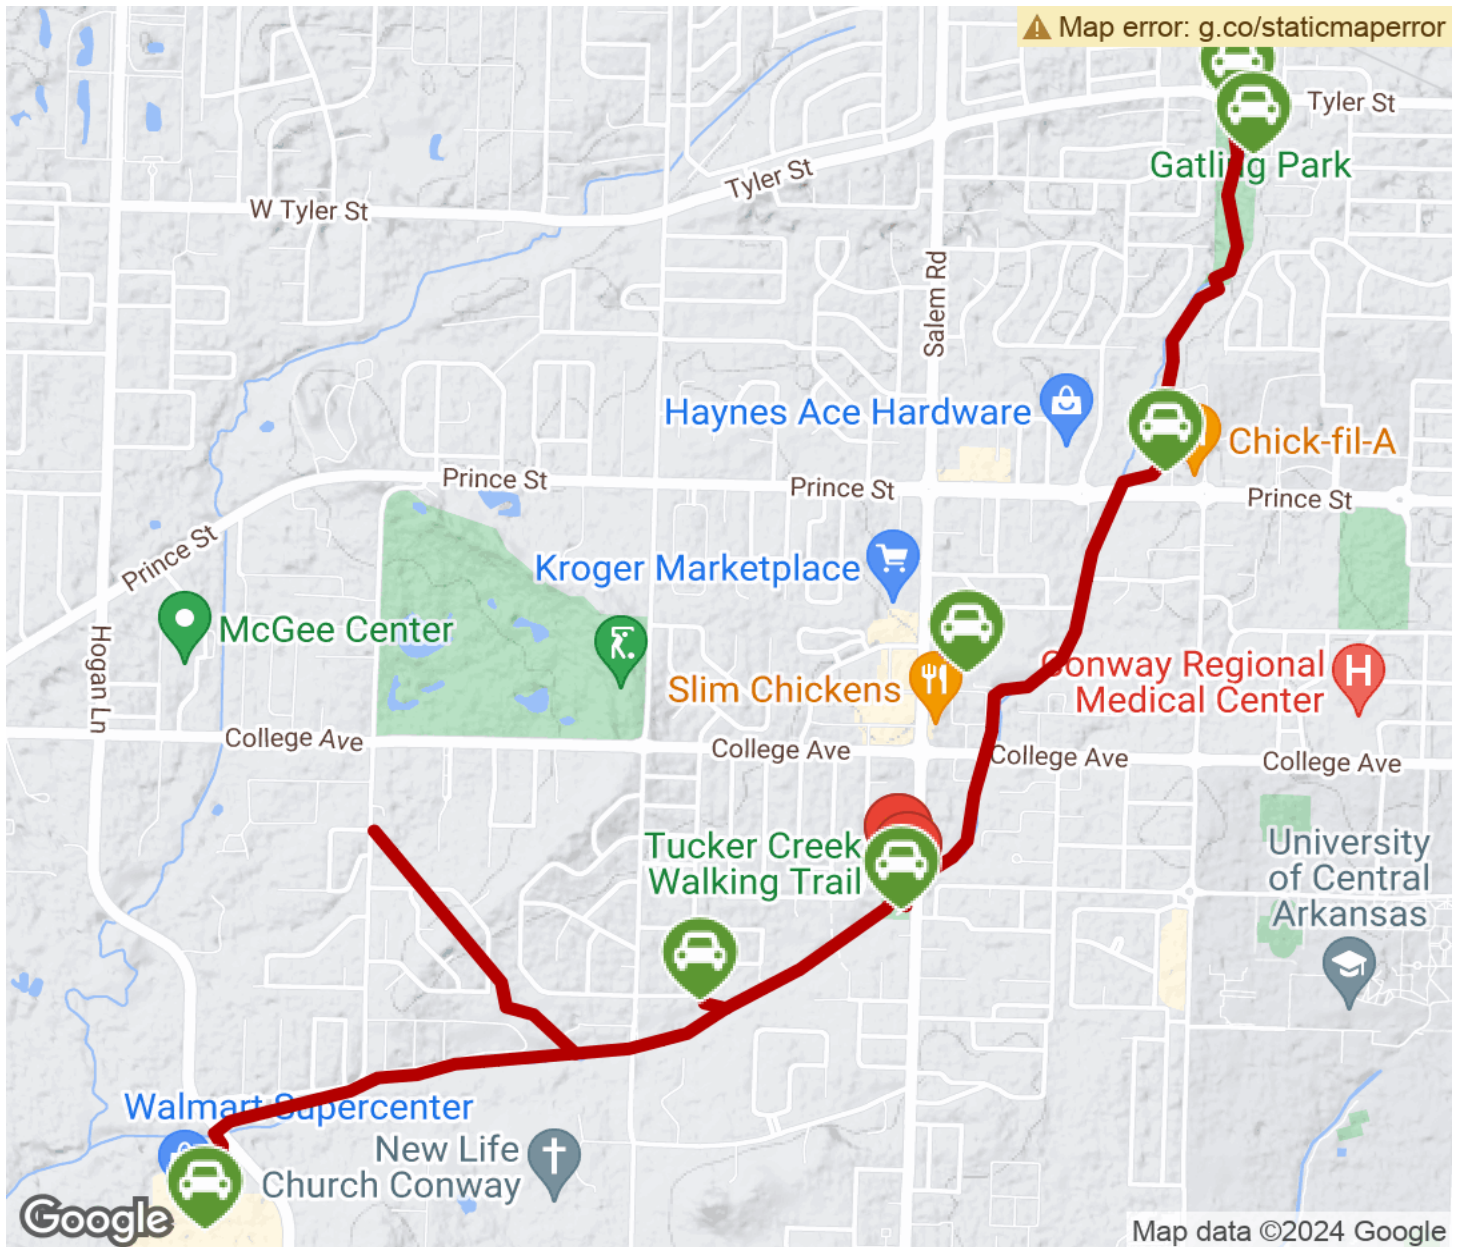 Map error: g.co/staticmaperror
Tyler St
Gatling Park
Tyler St
W Tyler St
Salem Rd
Haynes Ace Hardware
Chick-fil-A
Prince St
Prince St
Prince St
Prince St
Kroger Marketplace
McGee Center
Hogan Ln
Slim Chickens
Conway Regional
Medical Center
College Ave
College Ave
College Ave
College Ave
Tucker Creek
Walking Trail
University
of Central
Arkansas
Walmart Supercenter
New Life
Church Conway
H
Google
Map data ©2024 Google